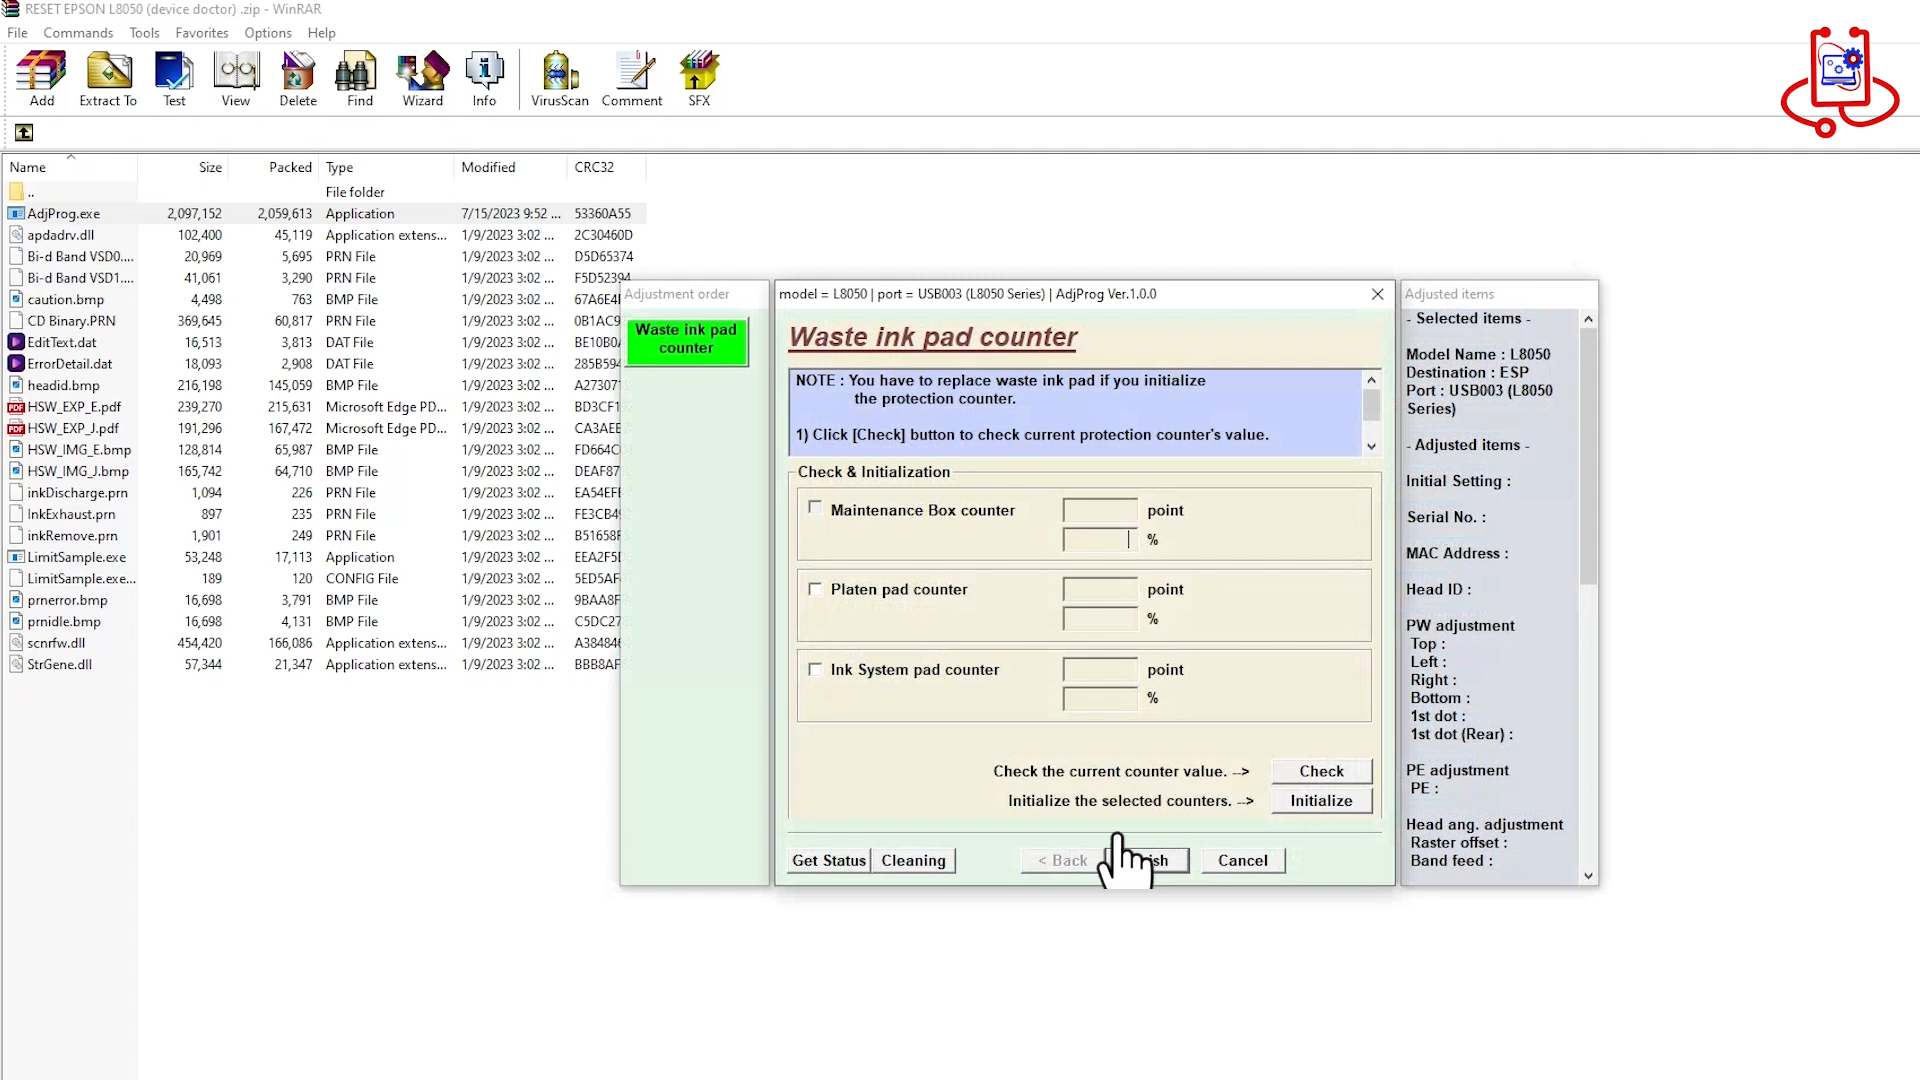 RESET EPSON L8050 (device doctor) .zip - WinRAR
File Commands Tools Favorites Options Help
Add Extract To Test View Delete Find Wizard Info VirusScan Comment SFX
Name Size Packed Type Modified CRC32
.. File folder
AdjProg.exe 2,097,152 2,059,613 Application 7/15/2023 9:52 ... 53360A55
apdadrv.dll 102,400 45,119 Application extens... 1/9/2023 3:02 ... 2C30460D
Bi-d Band VSD0.... 20,969 5,695 PRN File 1/9/2023 3:02 ... D5D65374
Bi-d Band VSD1.... 41,061 3,290 PRN File 1/9/2023 3:02 ... F5D52394
caution.bmp 4,498 763 BMP File 1/9/2023 3:02 ...
CD Binary.PRN 369,645 60,817 PRN File 1/9/2023 3:02 ...
EditText.dat 16,513 3,813 DAT File 1/9/2023 3:02 ...
ErrorDetail.dat 18,093 2,908 DAT File 1/9/2023 3:02 ...
headid.bmp 216,198 145,059 BMP File 1/9/2023 3:02 ...
HSW_EXP_E.pdf 239,270 215,631 Microsoft Edge PD... 1/9/2023 3:02 ...
HSW_EXP_J.pdf 191,296 167,472 Microsoft Edge PD... 1/9/2023 3:02 ...
HSW_IMG_E.bmp 128,814 65,987 BMP File 1/9/2023 3:02 ...
HSW_IMG_J.bmp 165,742 64,710 BMP File 1/9/2023 3:02 ...
inkDischarge.prn 1,094 226 PRN File 1/9/2023 3:02 ...
InkExhaust.prn 897 235 PRN File 1/9/2023 3:02 ...
inkRemove.prn 1,901 249 PRN File 1/9/2023 3:02 ...
LimitSample.exe 53,248 17,113 Application 1/9/2023 3:02 ...
LimitSample.exe... 189 120 CONFIG File 1/9/2023 3:02 ...
prnerror.bmp 16,698 3,791 BMP File 1/9/2023 3:02 ...
prnidle.bmp 16,698 4,131 BMP File 1/9/2023 3:02 ...
scnrfw.dll 454,420 166,086 Application extens... 1/9/2023 3:02 ...
StrGene.dll 57,344 21,347 Application extens... 1/9/2023 3:02 ...
Adjustment order
Waste ink pad
counter
model = L8050 | port = USB003 (L8050 Series) | AdjProg Ver.1.0.0
Waste ink pad counter
NOTE : You have to replace waste ink pad if you initialize
the protection counter.
1) Click [Check] button to check current protection counter's value.
Check & Initialization
Maintenance Box counter point
%
Platen pad counter point
%
Ink System pad counter point
%
Check the current counter value. --> Check
Initialize the selected counters. --> Initialize
Get Status Cleaning < Back Cancel
Adjusted items
- Selected items -
Model Name : L8050
Destination : ESP
Port : USB003 (L8050
Series)
- Adjusted items -
Initial Setting :
Serial No. :
MAC Address :
Head ID :
PW adjustment
Top :
Left :
Right :
Bottom :
1st dot :
1st dot (Rear) :
PE adjustment
PE :
Head ang. adjustment
Raster offset :
Band feed :